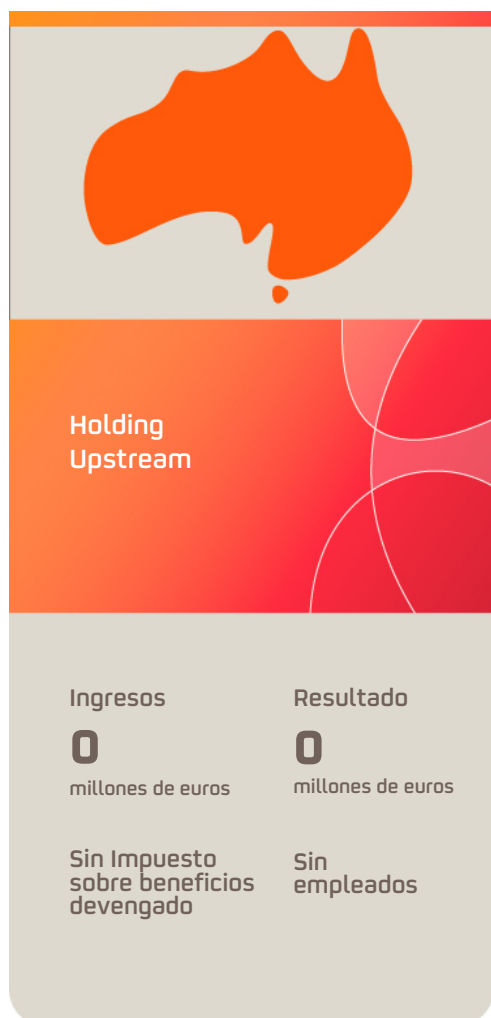 Holding
Upstream
Ingresos
0
millones de euros
Resultado
0
millones de euros
Sin Impuesto
sobre beneficios
devengado
Sin
empleados